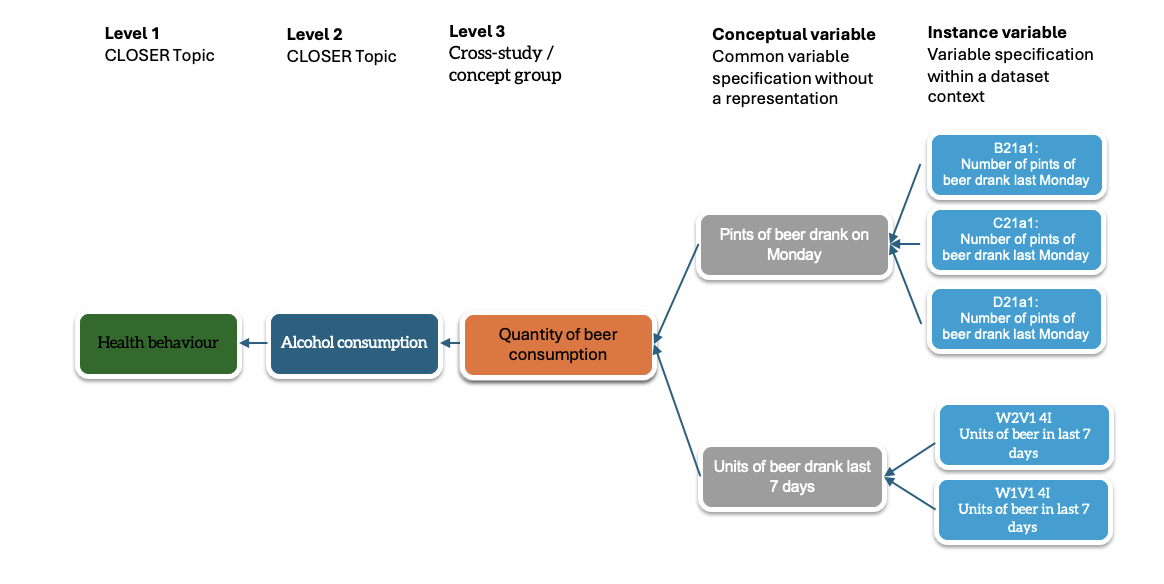 Level 1
CLOSER Topic
Level 2
CLOSER Topic
Level 3
Cross-study /
concept group
Conceptual variable
Common variable
specification without
a representation
Instance variable
Variable specification
within a dataset
context
Health behaviour
Alcohol consumption
Quantity of beer
consumption
Pints of beer drank on
Monday
Units of beer drank last
7 days
B21a1:
Number of pints of
beer drank last Monday
C21a1:
Number of pints of
beer drank last Monday
D21a1:
Number of pints of
beer drank last Monday
W2V1 4I
Units of beer in last 7
days
W1V1 4I
Units of beer in last 7
days